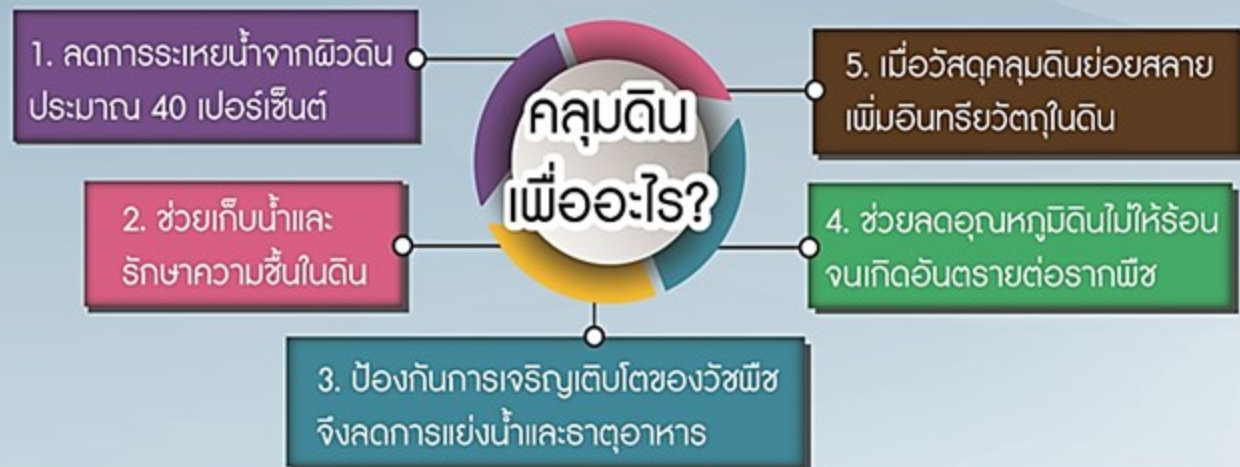 คลุมดิน
เพื่ออะไร?
1. ลดการระเหยน้ำจากผิวดิน
ประมาณ 40 เปอร์เซ็นต์
2. ช่วยเก็บน้ำและ
รักษาความชื้นในดิน
3. ป้องกันการเจริญเติบโตของวัชพืช
จึงลดการแย่งน้ำและธาตุอาหาร
4. ช่วยลดอุณหภูมิดินไม่ให้ร้อน
จนเกิดอันตรายต่อรากพืช
5. เมื่อวัสดุคลุมดินย่อยสลาย
เพิ่มอินทรียวัตถุในดิน